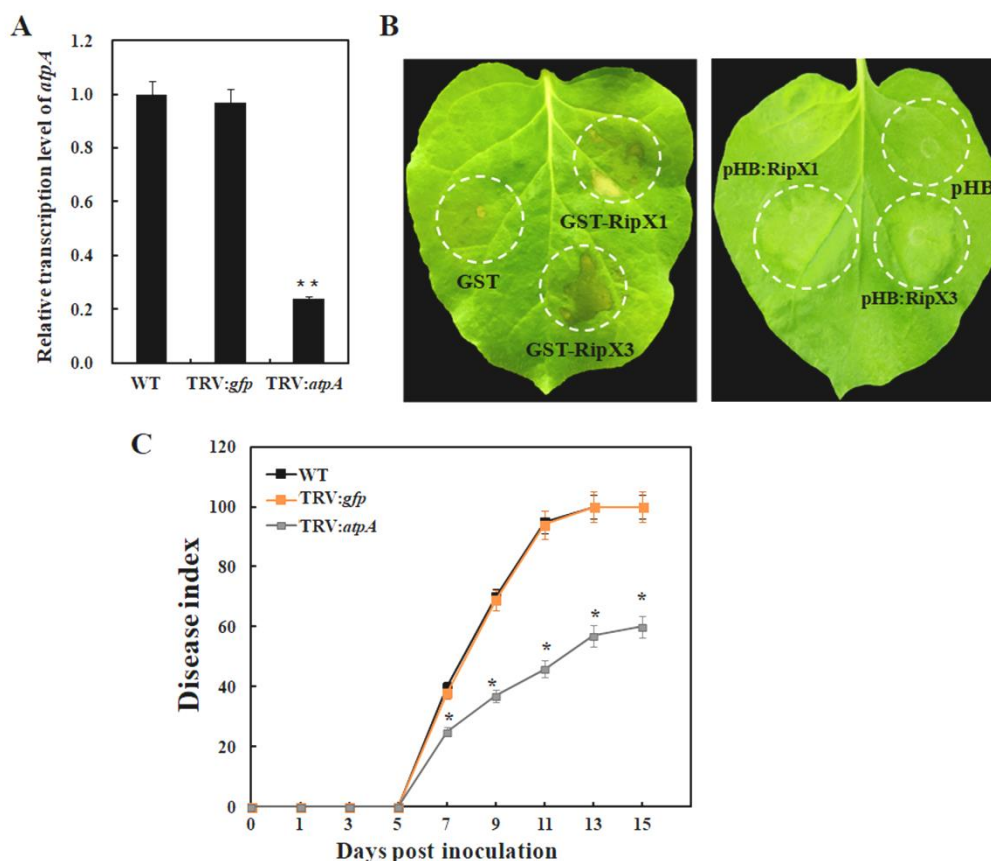 A
Relative transcription level of atpA
1.2
1.0
0.8
0.6
0.4
0.2
0.0
**
WT
TRV:gfp
TRV:atpA
B
GST-RipX1
GST
GST-RipX3
pHB:RipX1
pHB
pHB:RipX3
C
Disease index
120
100
80
60
40
20
0
WT
TRV:gfp
TRV:atpA
*
*
*
*
*
0
1
3
5
7
9
11
13
15
Days post inoculation